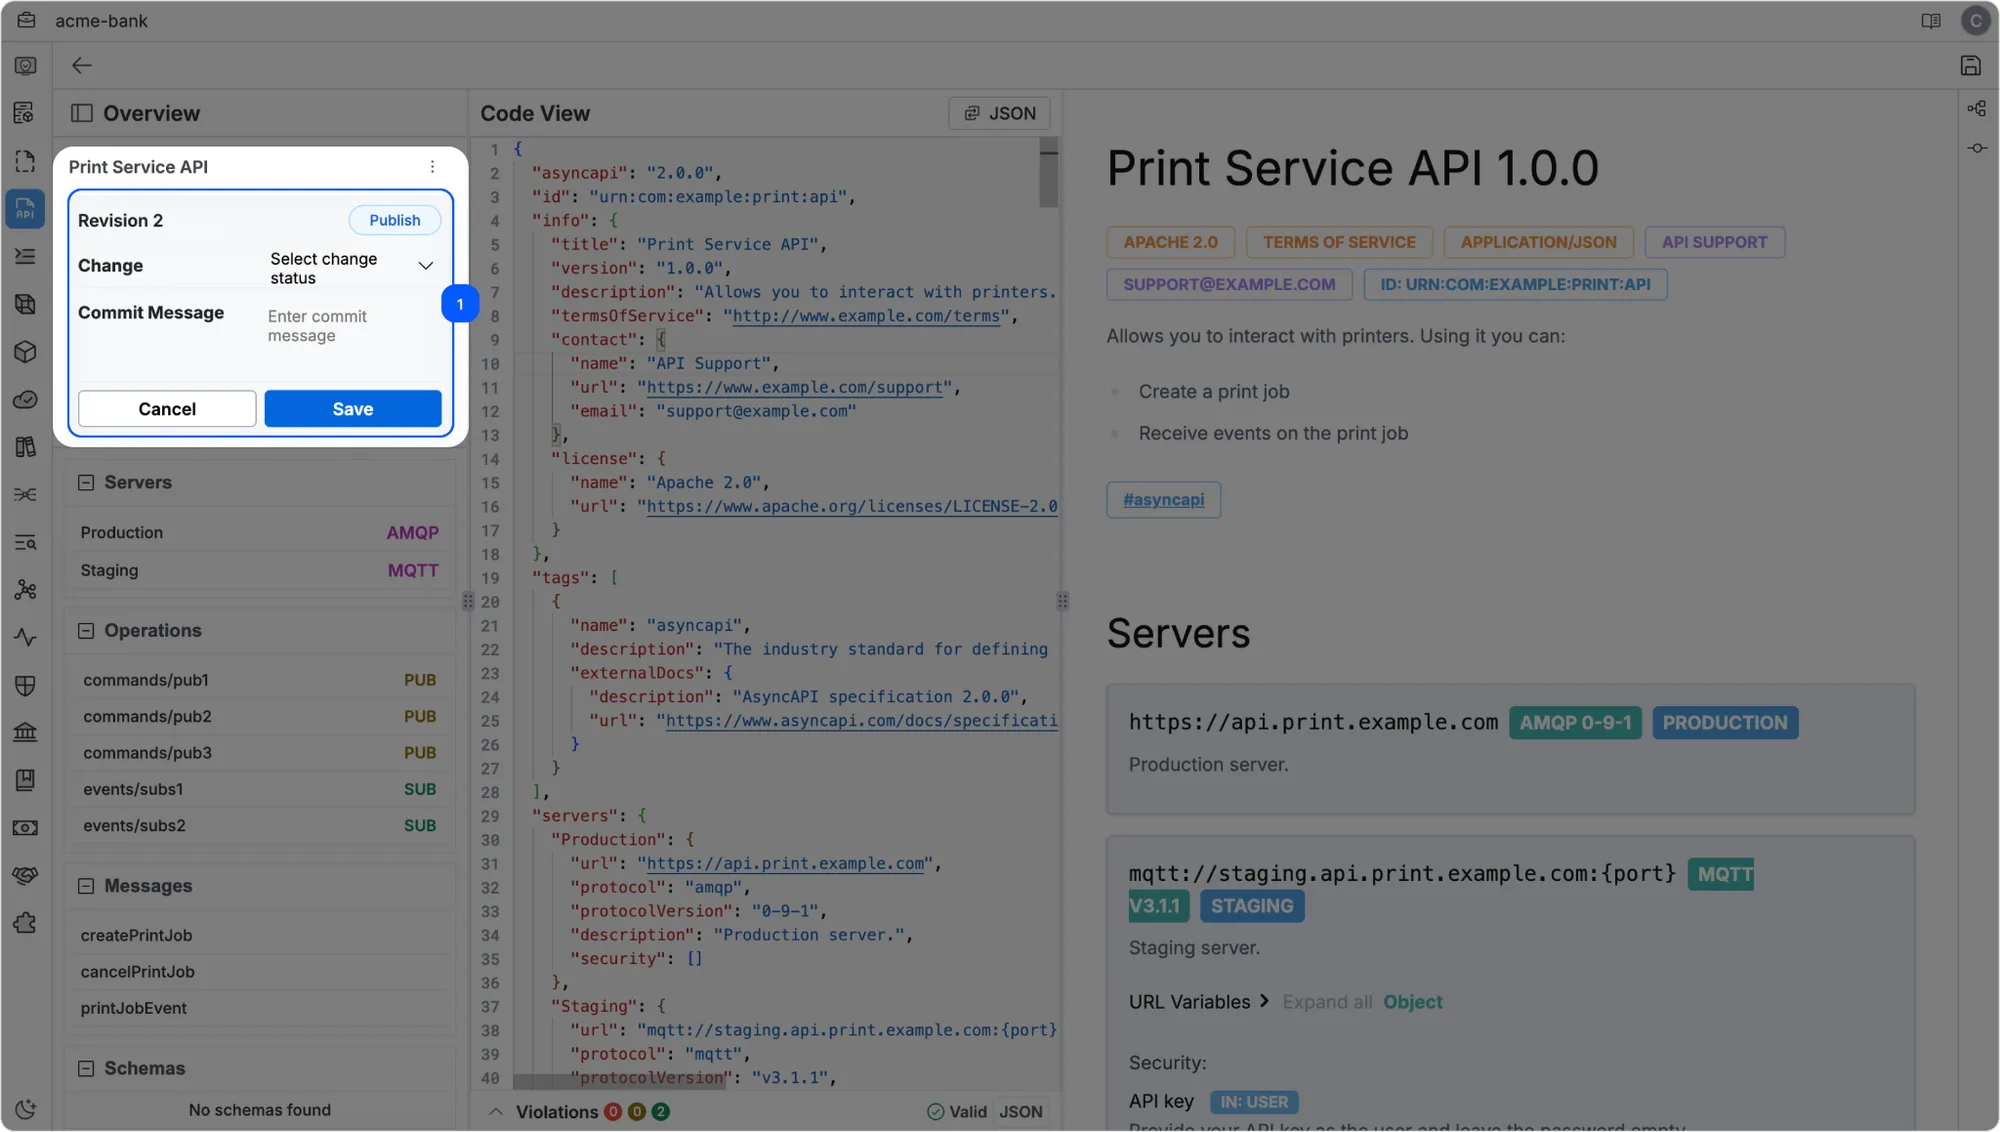 acme-bank
C
Overview
Print Service API
Revision 2
Publish
Change
Select change
status
Commit Message
Enter commit
message
1
Cancel
Save
Servers
Production AMQP
Staging MQTT
Operations
commands/pub1 PUB
commands/pub2 PUB
commands/pub3 PUB
events/subs1 SUB
events/subs2 SUB
Messages
createPrintJob
cancelPrintJob
printJobEvent
Schemas
No schemas found
API
Code View
JSON
1 {
2 "asyncapi": "2.0.0",
3 "id": "urn:com:example:print:api",
4 "info": {
5 "title": "Print Service API",
6 "version": "1.0.0",
7 "description": "Allows you to interact with printers.
8 "termsOfService": "http://www.example.com/terms",
9 "contact": {
10 "name": "API Support",
11 "url": "https://www.example.com/support",
12 "email": "support@example.com"
13 },
14 "license": {
15 "name": "Apache 2.0",
16 "url": "https://www.apache.org/licenses/LICENSE-2.0
17 }
18 },
19 "tags": [
20 {
21 "name": "asyncapi",
22 "description": "The industry standard for defining
23 "externalDocs": {
24 "description": "AsyncAPI specification 2.0.0",
25 "url": "https://www.asyncapi.com/docs/specificati
26 }
27 }
28 ],
29 "servers": {
30 "Production": {
31 "url": "https://api.print.example.com",
32 "protocol": "amqp",
33 "protocolVersion": "0-9-1",
34 "description": "Production server.",
35 "security": []
36 },
37 "Staging": {
38 "url": "mqtt://staging.api.print.example.com:{port}
39 "protocol": "mqtt",
40 "protocolVersion": "v3.1.1",
Violations 0 0 2
Valid JSON
Print Service API 1.0.0
APACHE 2.0 TERMS OF SERVICE APPLICATION/JSON API SUPPORT
SUPPORT@EXAMPLE.COM ID: URN:COM:EXAMPLE:PRINT:API
Allows you to interact with printers. Using it you can:
Create a print job
Receive events on the print job
#asyncapi
Servers
https://api.print.example.com AMQP 0-9-1 PRODUCTION
Production server.
mqtt://staging.api.print.example.com:{port} MQTT
V3.1.1 STAGING
Staging server.
URL Variables Expand all Object
Security:
API key IN: USER
Provide your API key as the user and leave the password empty